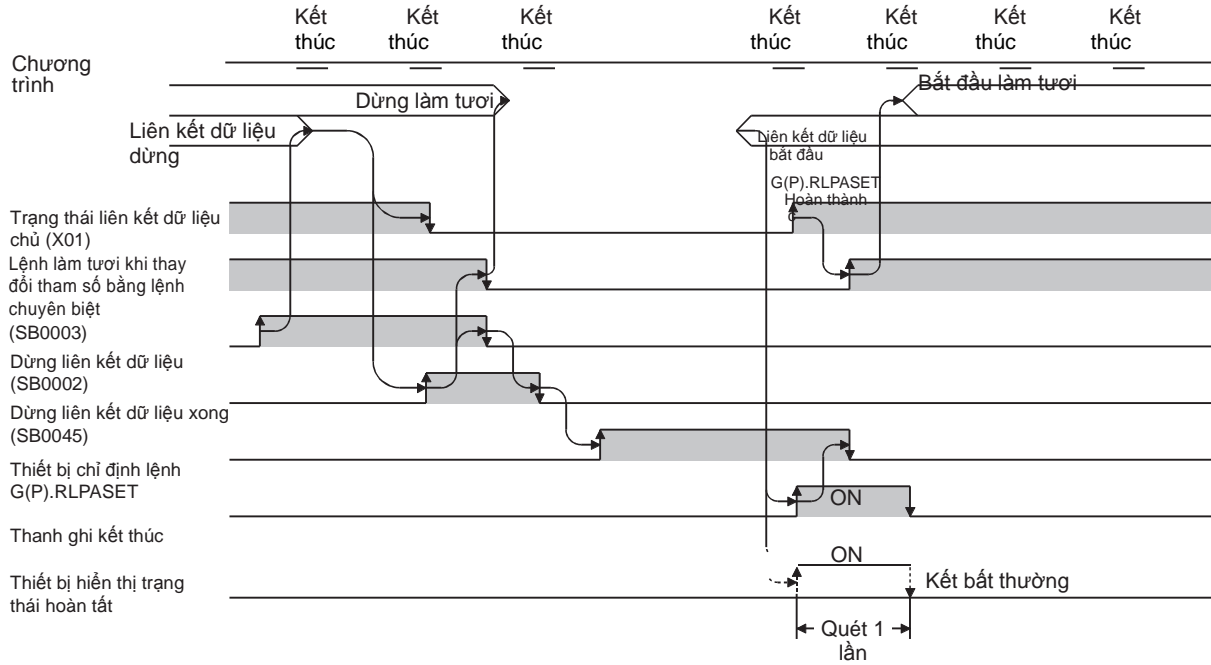 Kết Kết Kết Kết Kết Kết Kết
thúc thúc thúc thúc thúc thúc thúc
Chương
trình
Dừng làm tươi
Bắt đầu làm tươi
Liên kết dữ liệu
dừng
Liên kết dữ liệu
bắt đầu
G(P).RLPASET
Hoàn thành
Trạng thái liên kết dữ liệu
chủ (X01)
Lệnh làm tươi khi thay
đổi tham số bằng lệnh
chuyên biệt
(SB0003)
Dừng liên kết dữ liệu
(SB0002)
Dừng liên kết dữ liệu xong
(SB0045)
Thiết bị chỉ định lệnh
G(P).RLPASET
ON
Thanh ghi kết thúc
ON
Thiết bị hiển thị trạng
thái hoàn tất
Kết bất thường
Quét 1
lần